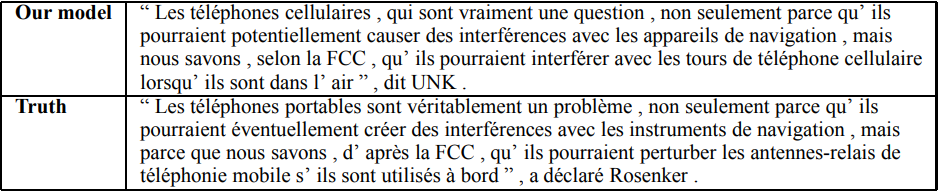 Our model “ Les téléphones cellulaires , qui sont vraiment une question , non seulement parce qu’ ils
pourraient potentiellement causer des interférences avec les appareils de navigation , mais
nous savons , selon la FCC , qu’ ils pourraient interférer avec les tours de téléphone cellulaire
lorsqu’ ils sont dans l’ air ” , dit UNK .
Truth “ Les téléphones portables sont véritablement un problème , non seulement parce qu’ ils
pourraient éventuellement créer des interférences avec les instruments de navigation , mais
parce que nous savons , d’ après la FCC , qu’ ils pourraient perturber les antennes-relais de
téléphonie mobile s’ ils sont utilisés à bord ” , a déclaré Rosenker .